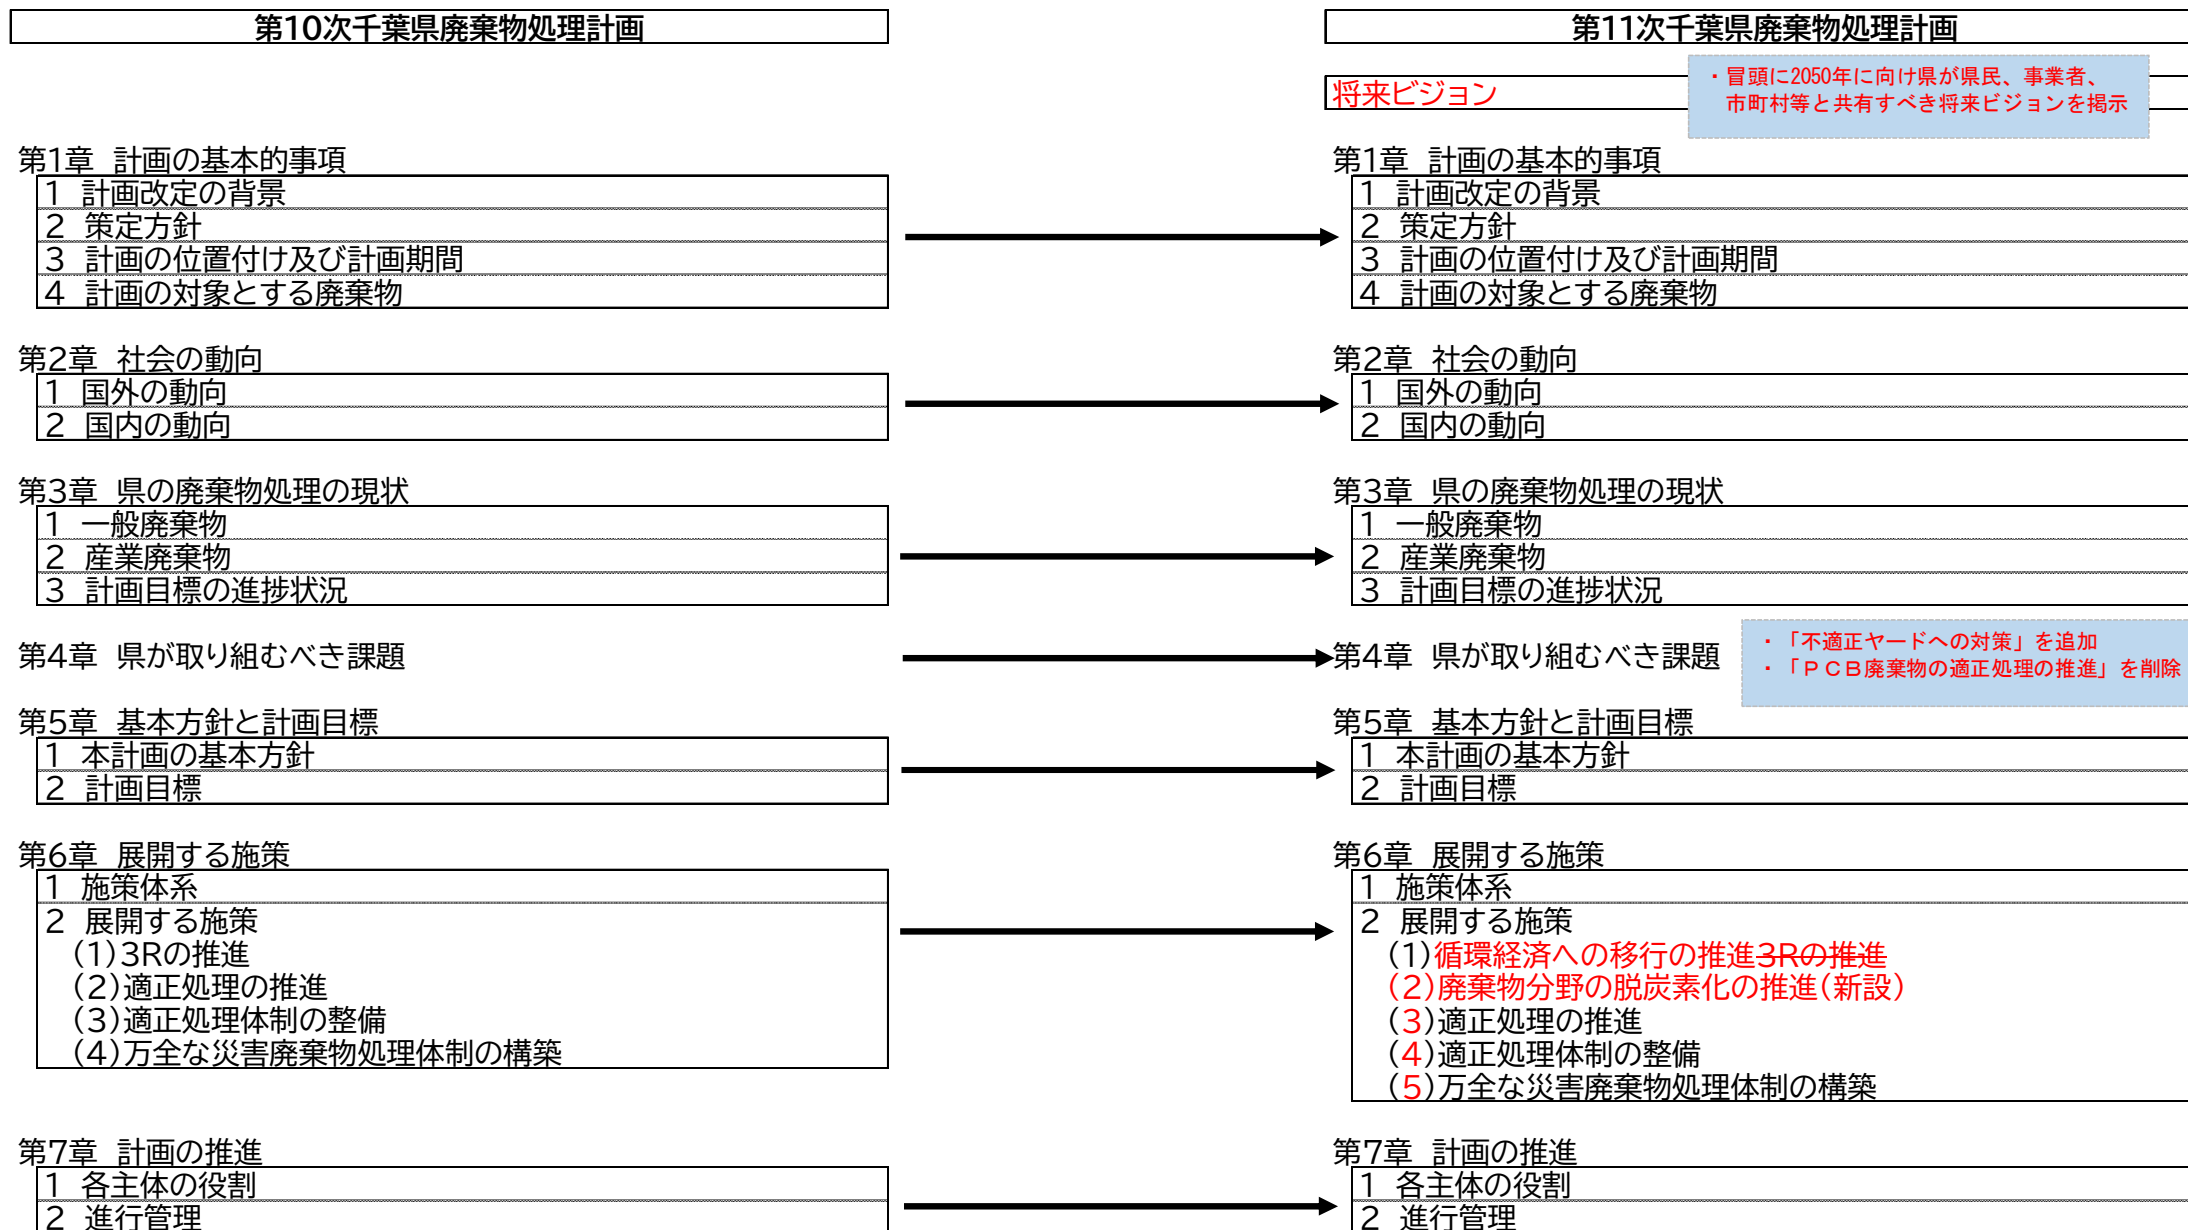 第10次千葉県廃棄物処理計画
第1章 計画の基本的事項
1 計画改定の背景
2 策定方針
3 計画の位置付け及び計画期間
4 計画の対象とする廃棄物
第2章 社会の動向
1 国外の動向
2 国内の動向
第3章 県の廃棄物処理の現状
1 一般廃棄物
2 産業廃棄物
3 計画目標の進捗状況
第4章 県が取り組むべき課題
第5章 基本方針と計画目標
1 本計画の基本方針
2 計画目標
第6章 展開する施策
1 施策体系
2 展開する施策
(1)3Rの推進
(2)適正処理の推進
(3)適正処理体制の整備
(4)万全な災害廃棄物処理体制の構築
第7章 計画の推進
1 各主体の役割
2 進行管理
第11次千葉県廃棄物処理計画
将来ビジョン
・冒頭に2050年に向け県が県民、事業者、
市町村等と共有すべき将来ビジョンを掲示
第1章 計画の基本的事項
1 計画改定の背景
2 策定方針
3 計画の位置付け及び計画期間
4 計画の対象とする廃棄物
第2章 社会の動向
1 国外の動向
2 国内の動向
第3章 県の廃棄物処理の現状
1 一般廃棄物
2 産業廃棄物
3 計画目標の進捗状況
第4章 県が取り組むべき課題
・「不適正ヤードへの対策」を追加
・「ＰＣＢ廃棄物の適正処理の推進」を削除
第5章 基本方針と計画目標
1 本計画の基本方針
2 計画目標
第6章 展開する施策
1 施策体系
2 展開する施策
(1)循環経済への移行の推進3Rの推進
(2)廃棄物分野の脱炭素化の推進(新設)
(3)適正処理の推進
(4)適正処理体制の整備
(5)万全な災害廃棄物処理体制の構築
第7章 計画の推進
1 各主体の役割
2 進行管理